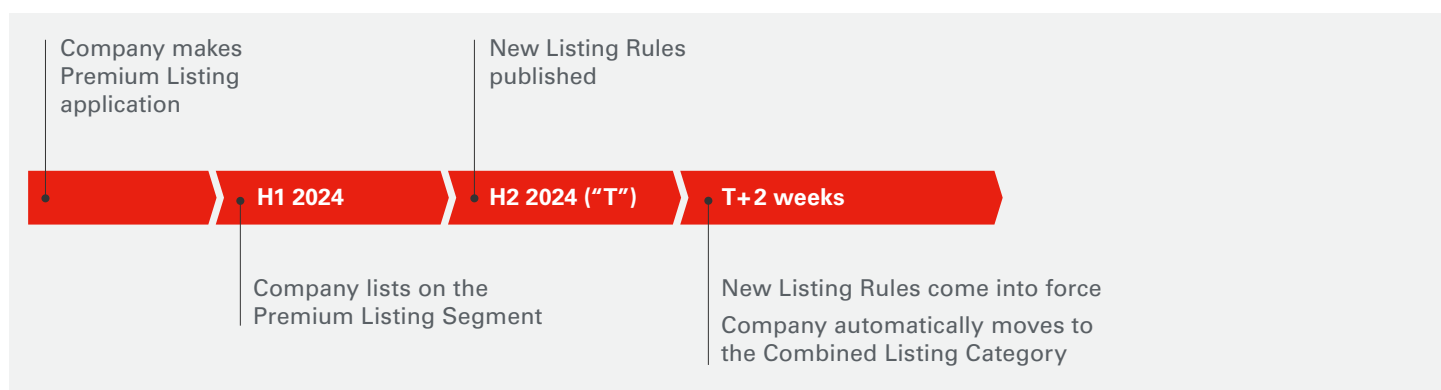 Company makes
Premium Listing
application
New Listing Rules
published
H1 2024
H2 2024 (“T”)
T+2 weeks
Company lists on the
Premium Listing Segment
New Listing Rules come into force
Company automatically moves to
the Combined Listing Category